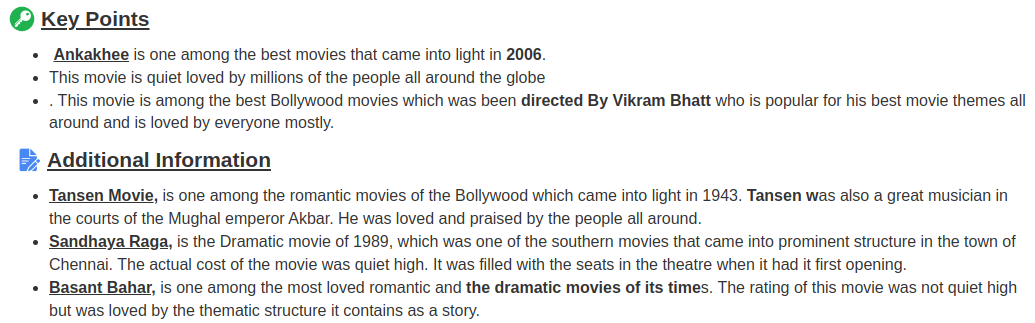 Key Points
Ankakhee is one among the best movies that came into light in 2006.
This movie is quiet loved by millions of the people all around the globe
. This movie is among the best Bollywood movies which was been directed By Vikram Bhatt who is popular for his best movie themes all
around and is loved by everyone mostly.
Additional Information
Tansen Movie, is one among the romantic movies of the Bollywood which came into light in 1943. Tansen was also a great musician in
the courts of the Mughal emperor Akbar. He was loved and praised by the people all around.
Sandhaya Raga, is the Dramatic movie of 1989, which was one of the southern movies that came into prominent structure in the town of
Chennai. The actual cost of the movie was quiet high. It was filled with the seats in the theatre when it had it first opening.
Basant Bahar, is one among the most loved romantic and the dramatic movies of its times. The rating of this movie was not quiet high
but was loved by the thematic structure it contains as a story.